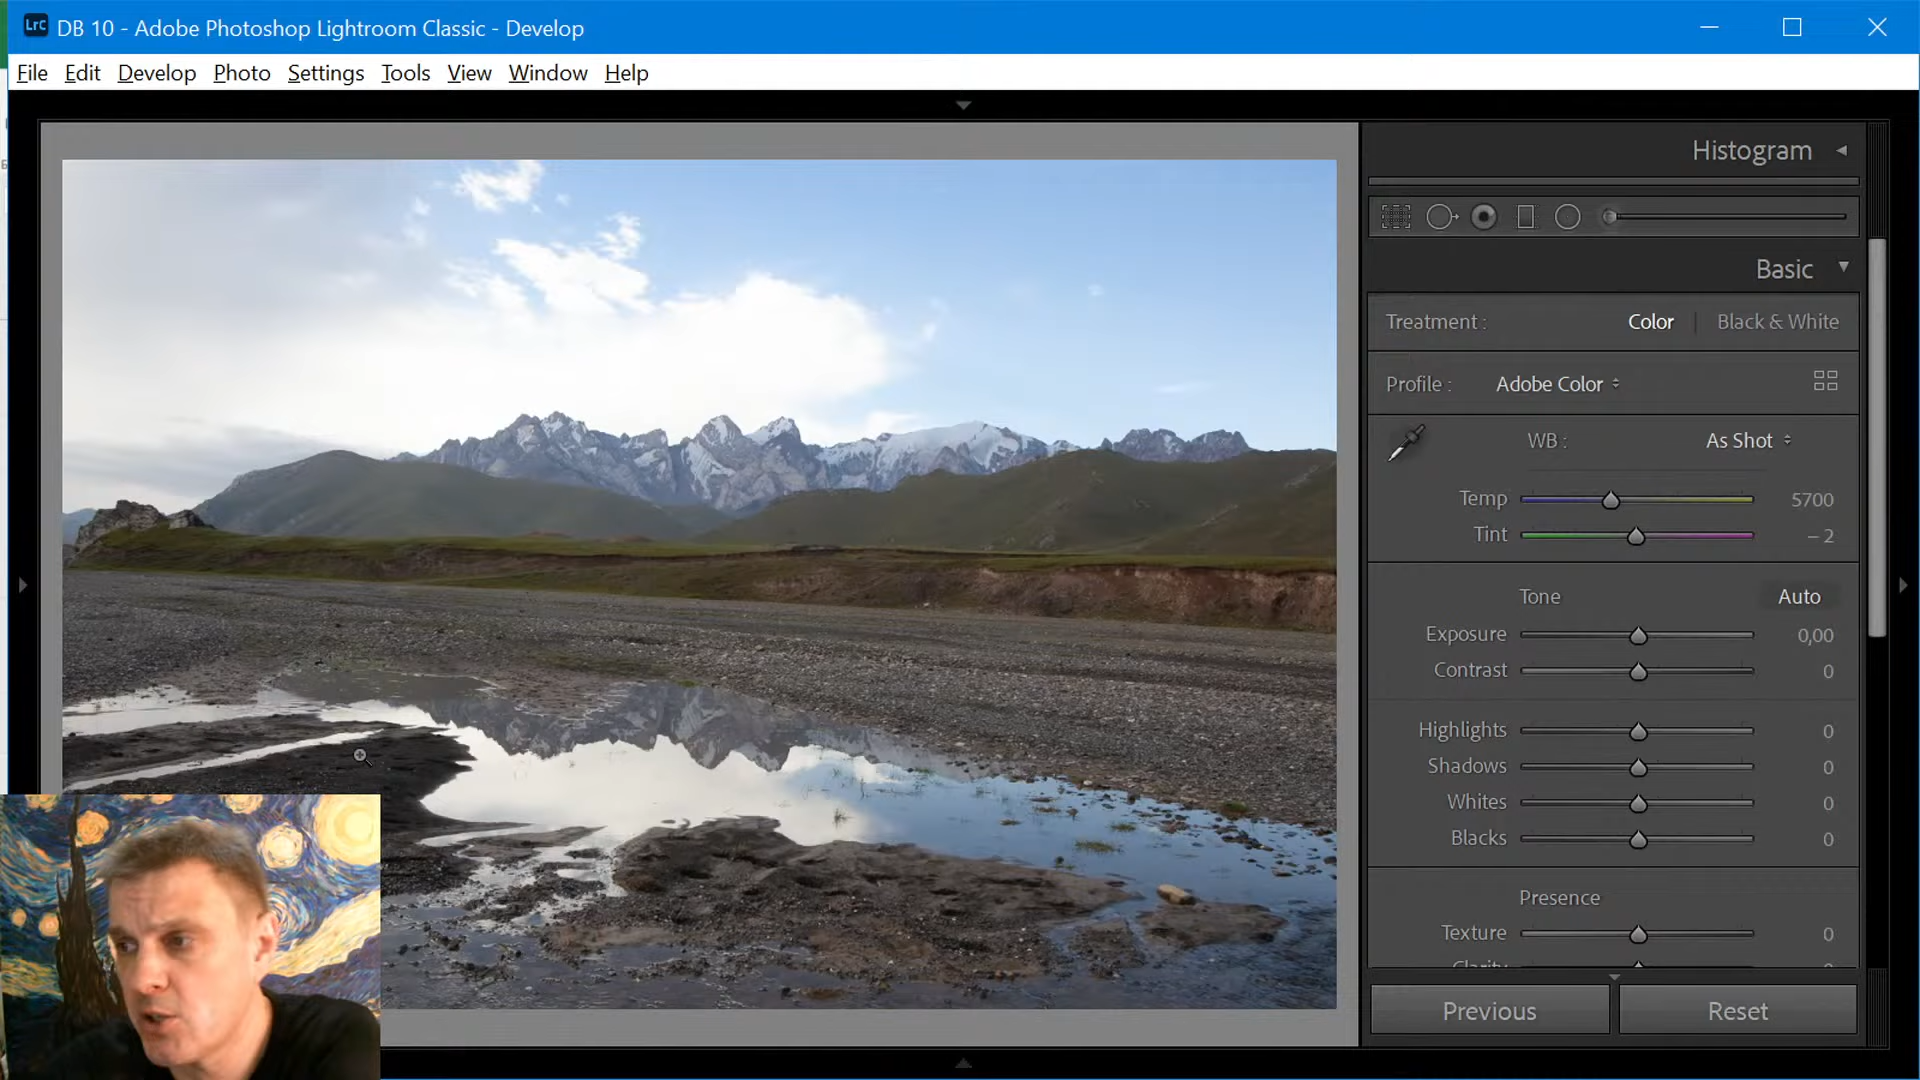 Lrc DB 10 - Adobe Photoshop Lightroom Classic - Develop
File Edit Develop Photo Settings Tools View Window Help
Histogram
Basic
Treatment : Color | Black & White
Profile : Adobe Color
WB : As Shot
Temp 5700
Tint – 2
Tone Auto
Exposure 0,00
Contrast 0
Highlights 0
Shadows 0
Whites 0
Blacks 0
Presence
Texture 0
Clarity
Previous Reset